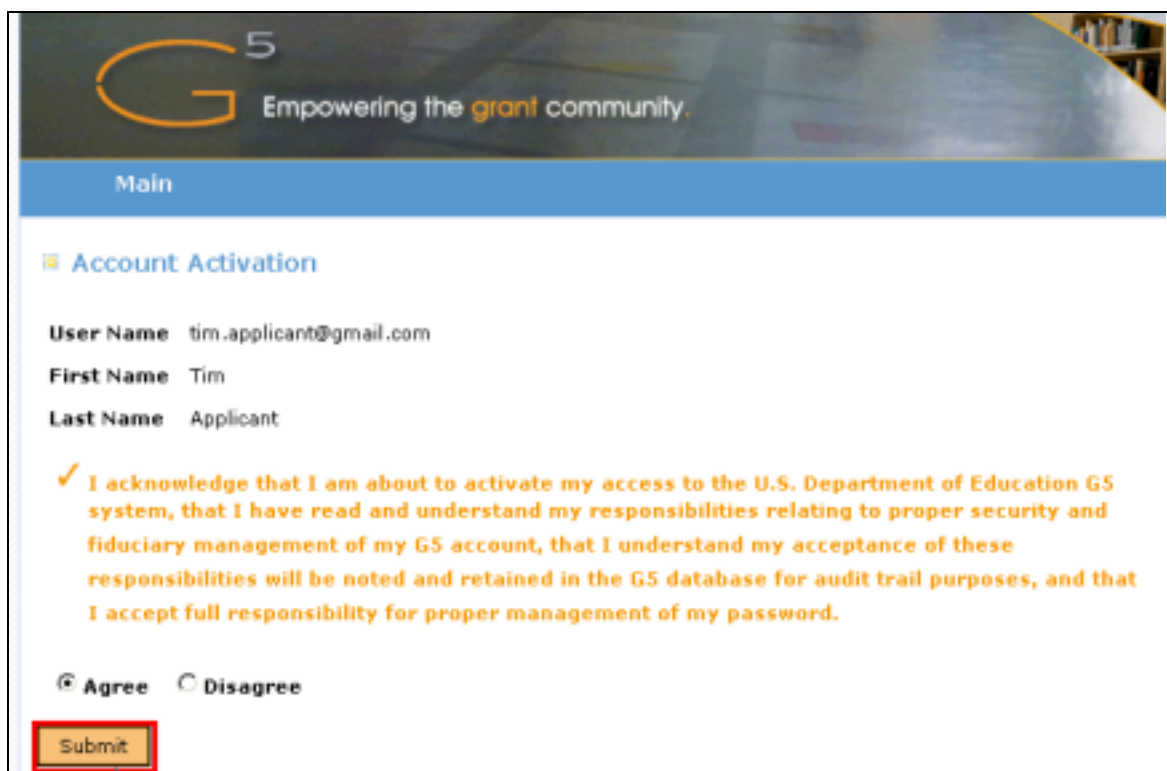 G5
Empowering the grant community.
Main
Account Activation
User Name tim.applicant@gmail.com
First Name Tim
Last Name Applicant
I acknowledge that I am about to activate my access to the U.S. Department of Education G5
system, that I have read and understand my responsibilities relating to proper security and
fiduciary management of my G5 account, that I understand my acceptance of these
responsibilities will be noted and retained in the G5 database for audit trail purposes, and that
I accept full responsibility for proper management of my password.
Agree Disagree
Submit